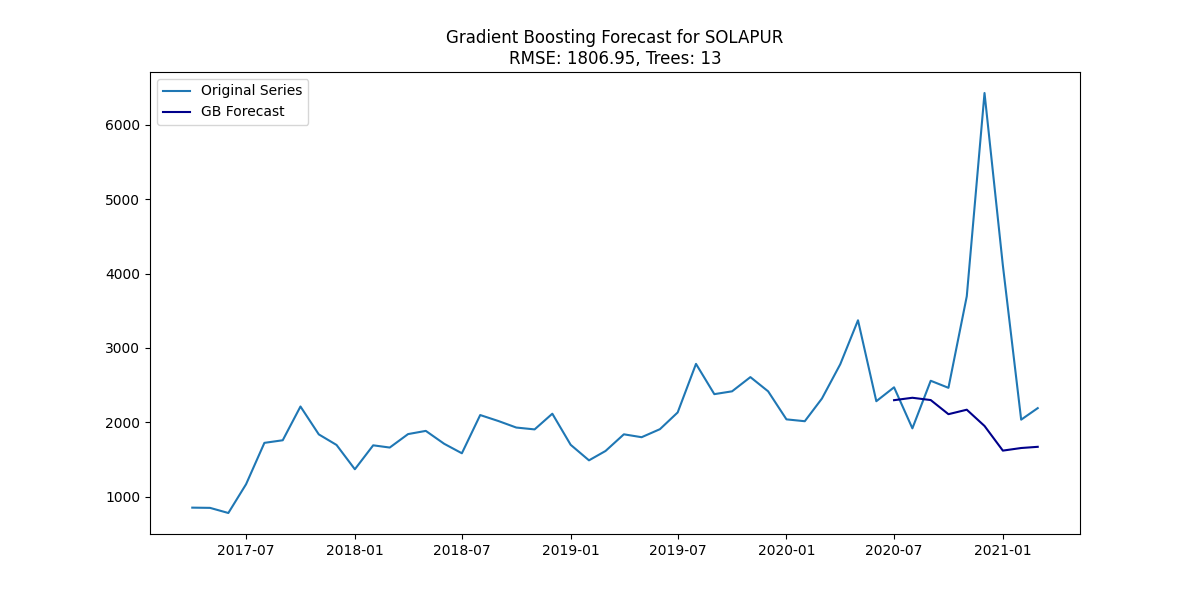 Gradient Boosting Forecast for SOLAPUR
RMSE: 1806.95, Trees: 13
Original Series
GB Forecast
6000
5000
4000
3000
2000
1000
2017-07 2018-01 2018-07 2019-01 2019-07 2020-01 2020-07 2021-01